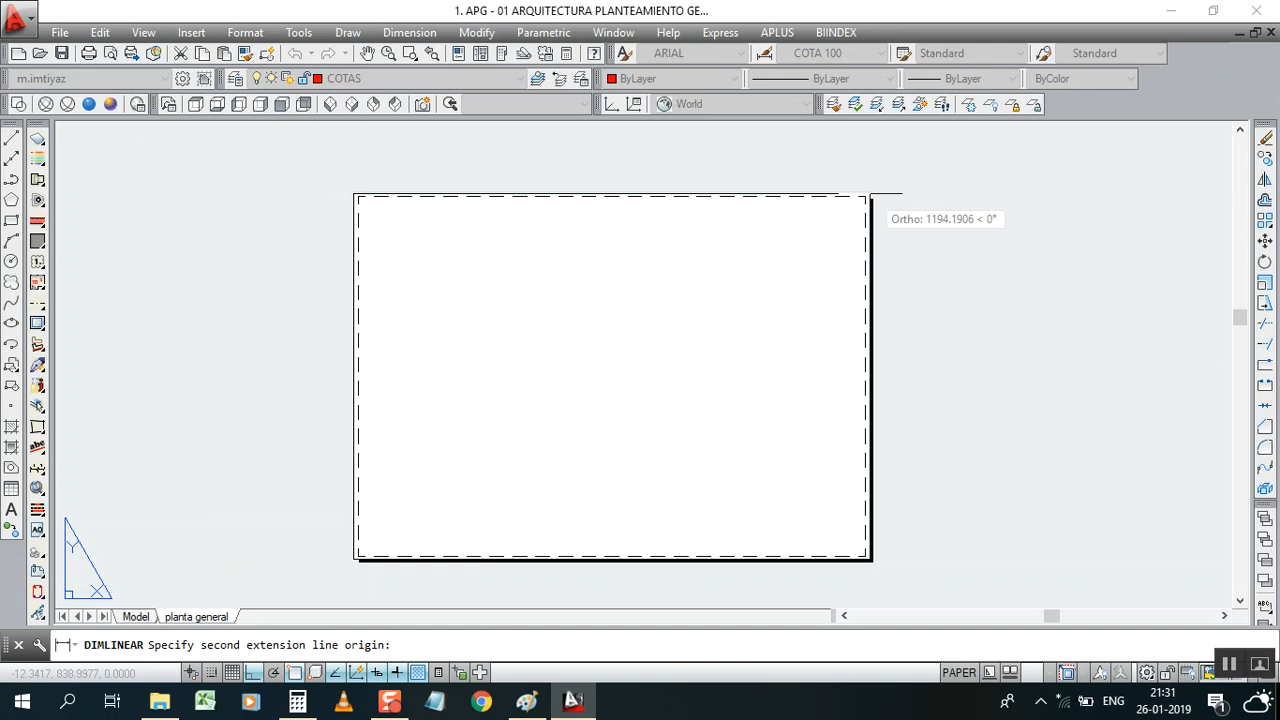 1. APG - 01 ARQUITECTURA PLANTEAMIENTO GE...
File Edit View Insert Format Tools Draw Dimension Modify Parametric Window Help Express APLUS BIINDEX
ARIAL COTA 100 Standard Standard
m.imtiyaz COTAS ByLayer ByLayer ByLayer ByColor
World
Ortho: 1194.1906 < 0°
Y
X
Model planta general
DIMLINEAR Specify second extension line origin:
-12.3417, 838.9977, 0.0000 PAPER
ENG
21:31
26-01-2019
1